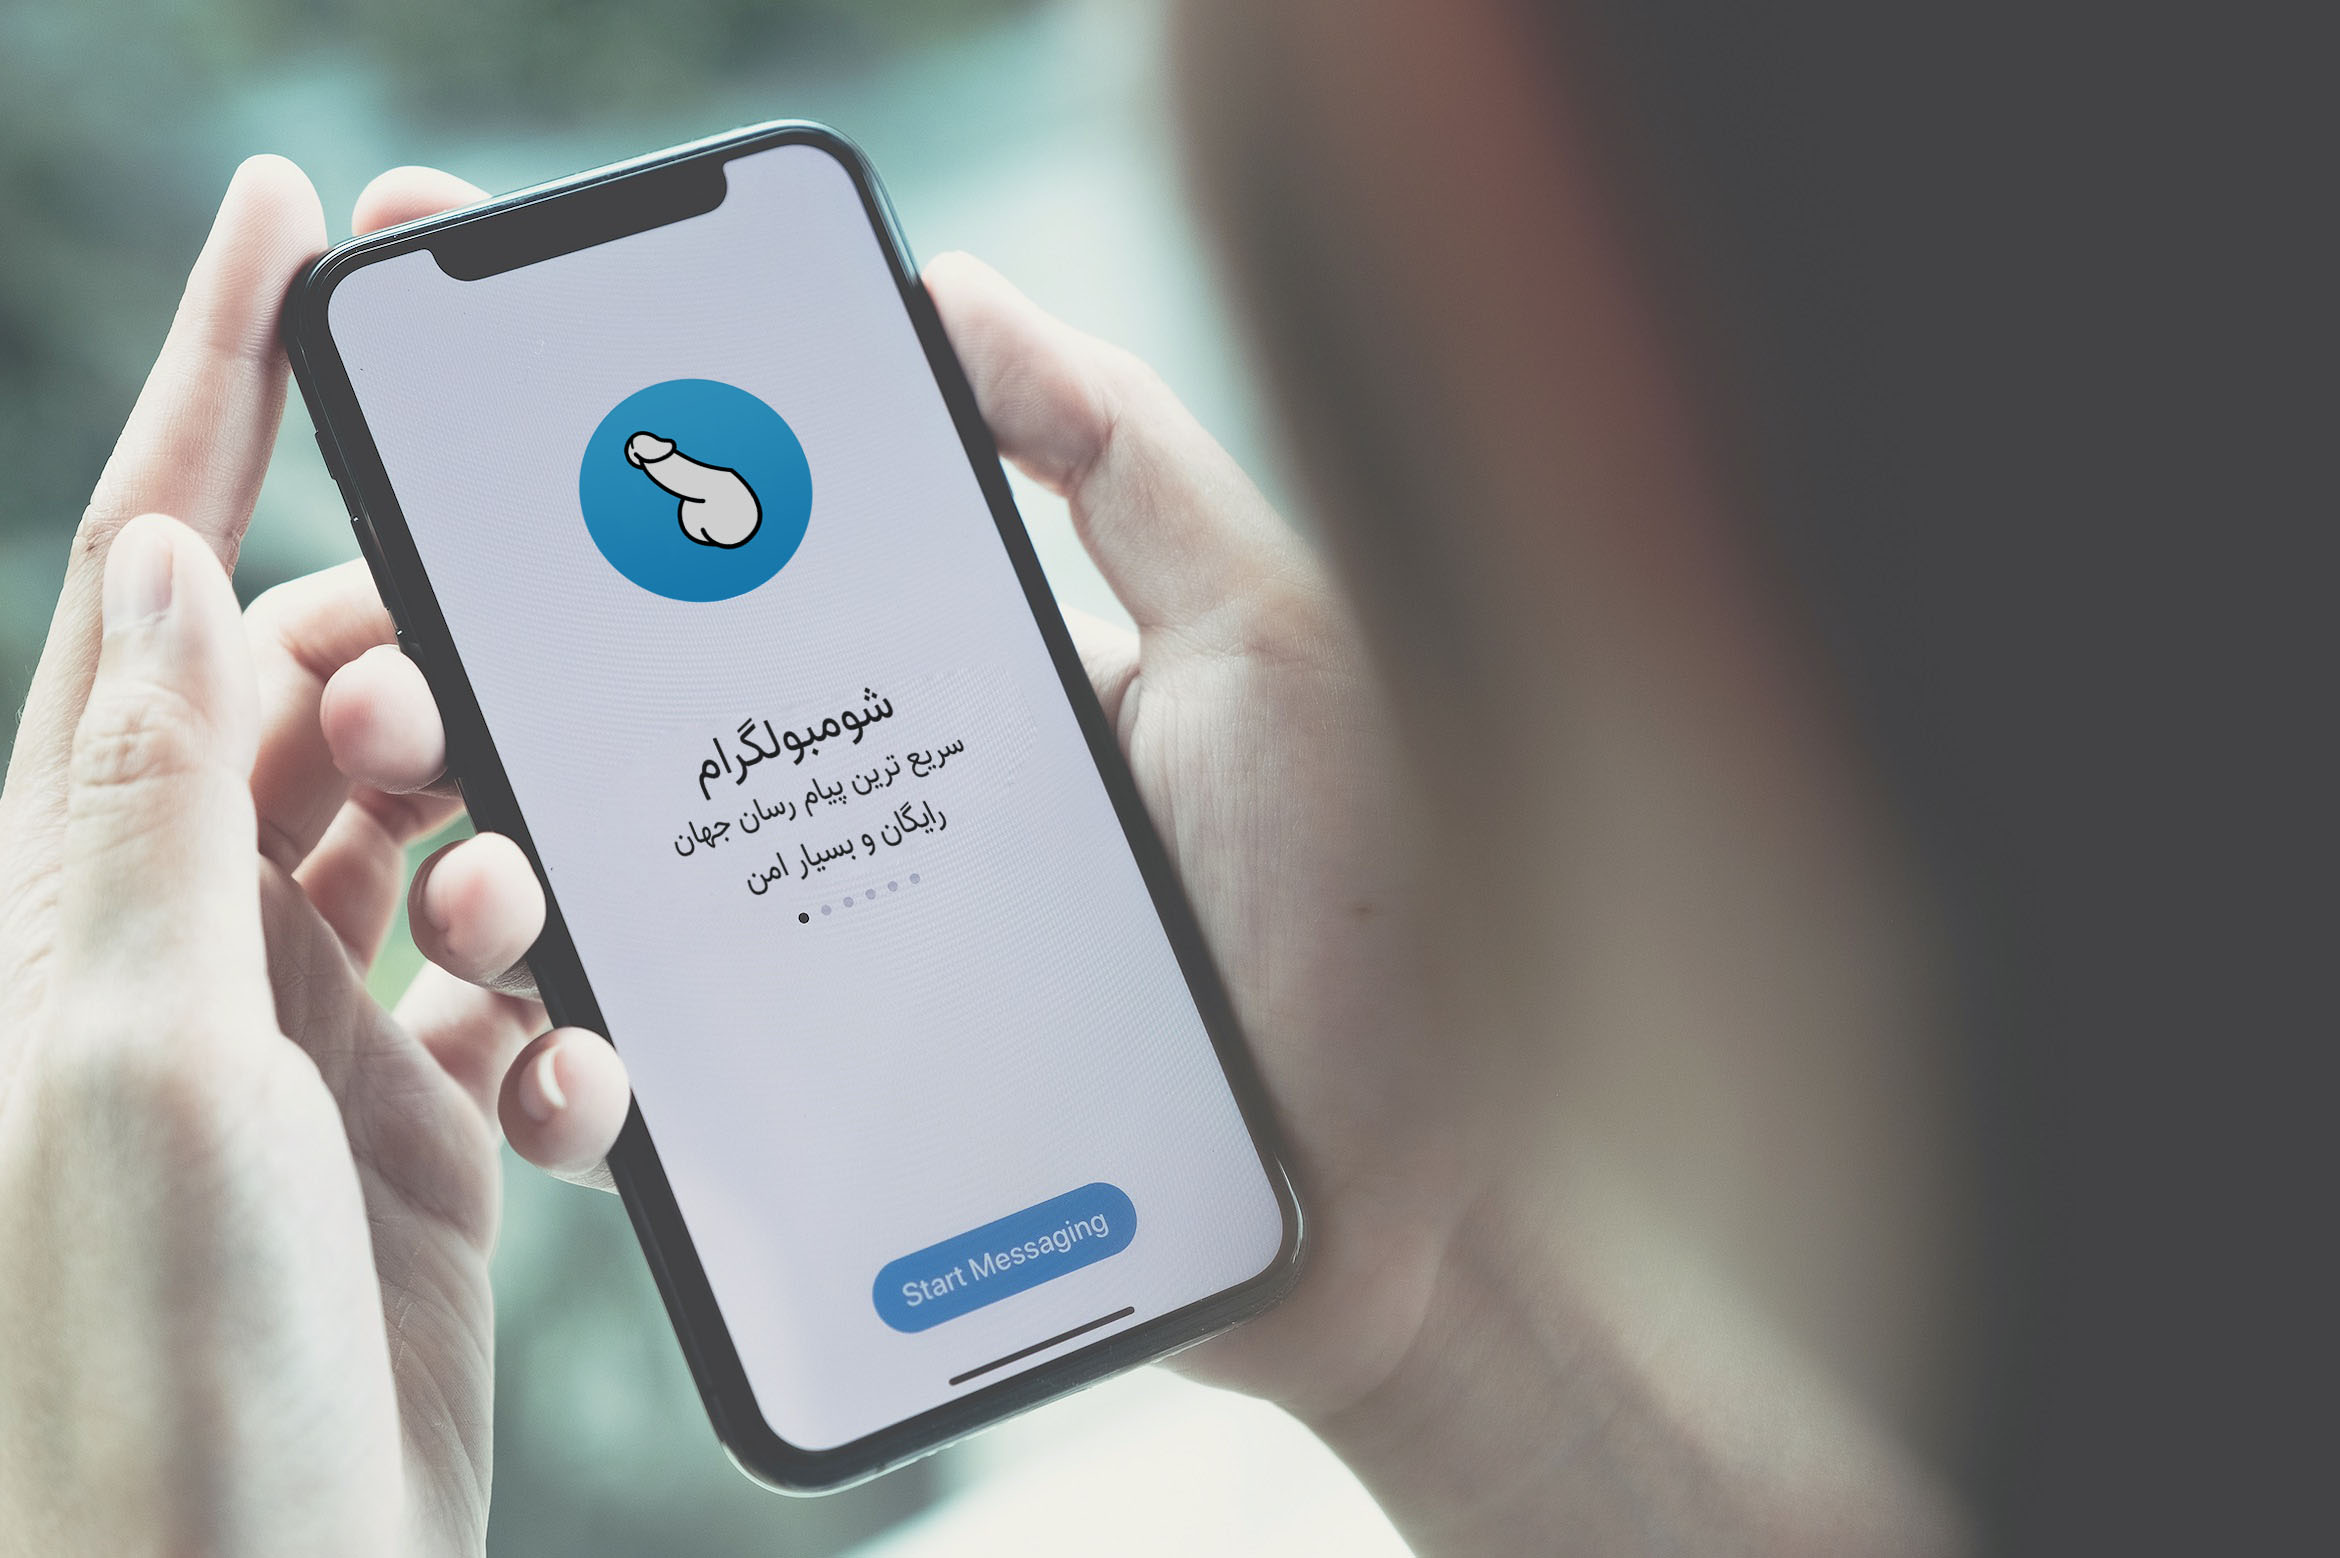 شومبولگرام
سریع ترین پیام رسان جهان
رایگان و بسیار امن
Start Messaging